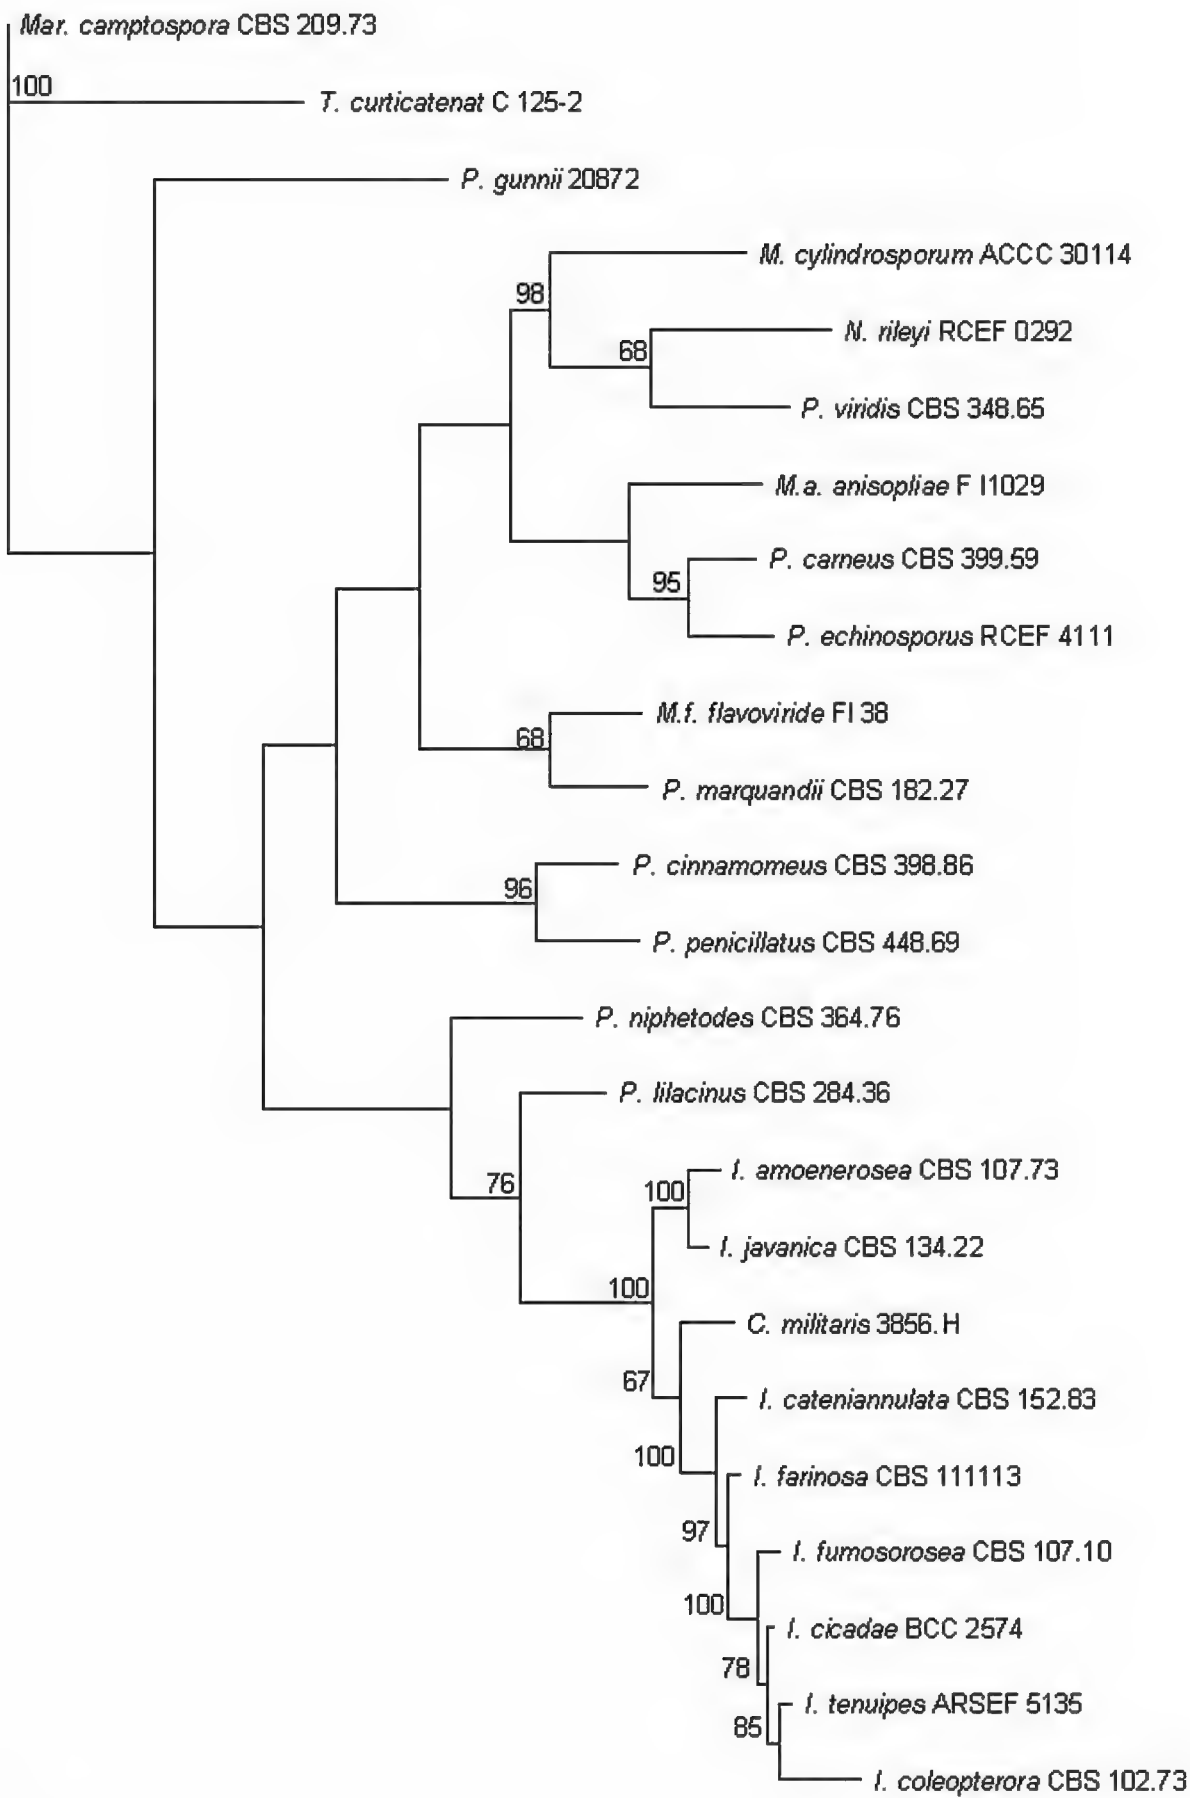 Mar. camptospora CBS 209.73
100
T. curticatenat C 125-2
P. gunnii 20872
M. cylindrosporum ACCC 30114
98
N. rileyi RCEF 0292
68
P. viridis CBS 348.65
M.a. anisopliae F I1029
P. carneus CBS 399.59
95
P. echinosporus RCEF 4111
M.f. flavoviride FI 38
68
P. marquandii CBS 182.27
P. cinnamomeus CBS 398.86
96
P. penicillatus CBS 448.69
P. niphetodes CBS 364.76
P. lilacinus CBS 284.36
I. amoenerosea CBS 107.73
76
100
I. javanica CBS 134.22
100
C. militaris 3856.H
67
I. cateniannulata CBS 152.83
100
I. farinosa CBS 111113
97
I. fumosorosea CBS 107.10
100
I. cicadae BCC 2574
78
I. tenuipes ARSEF 5135
85
I. coleopterora CBS 102.73